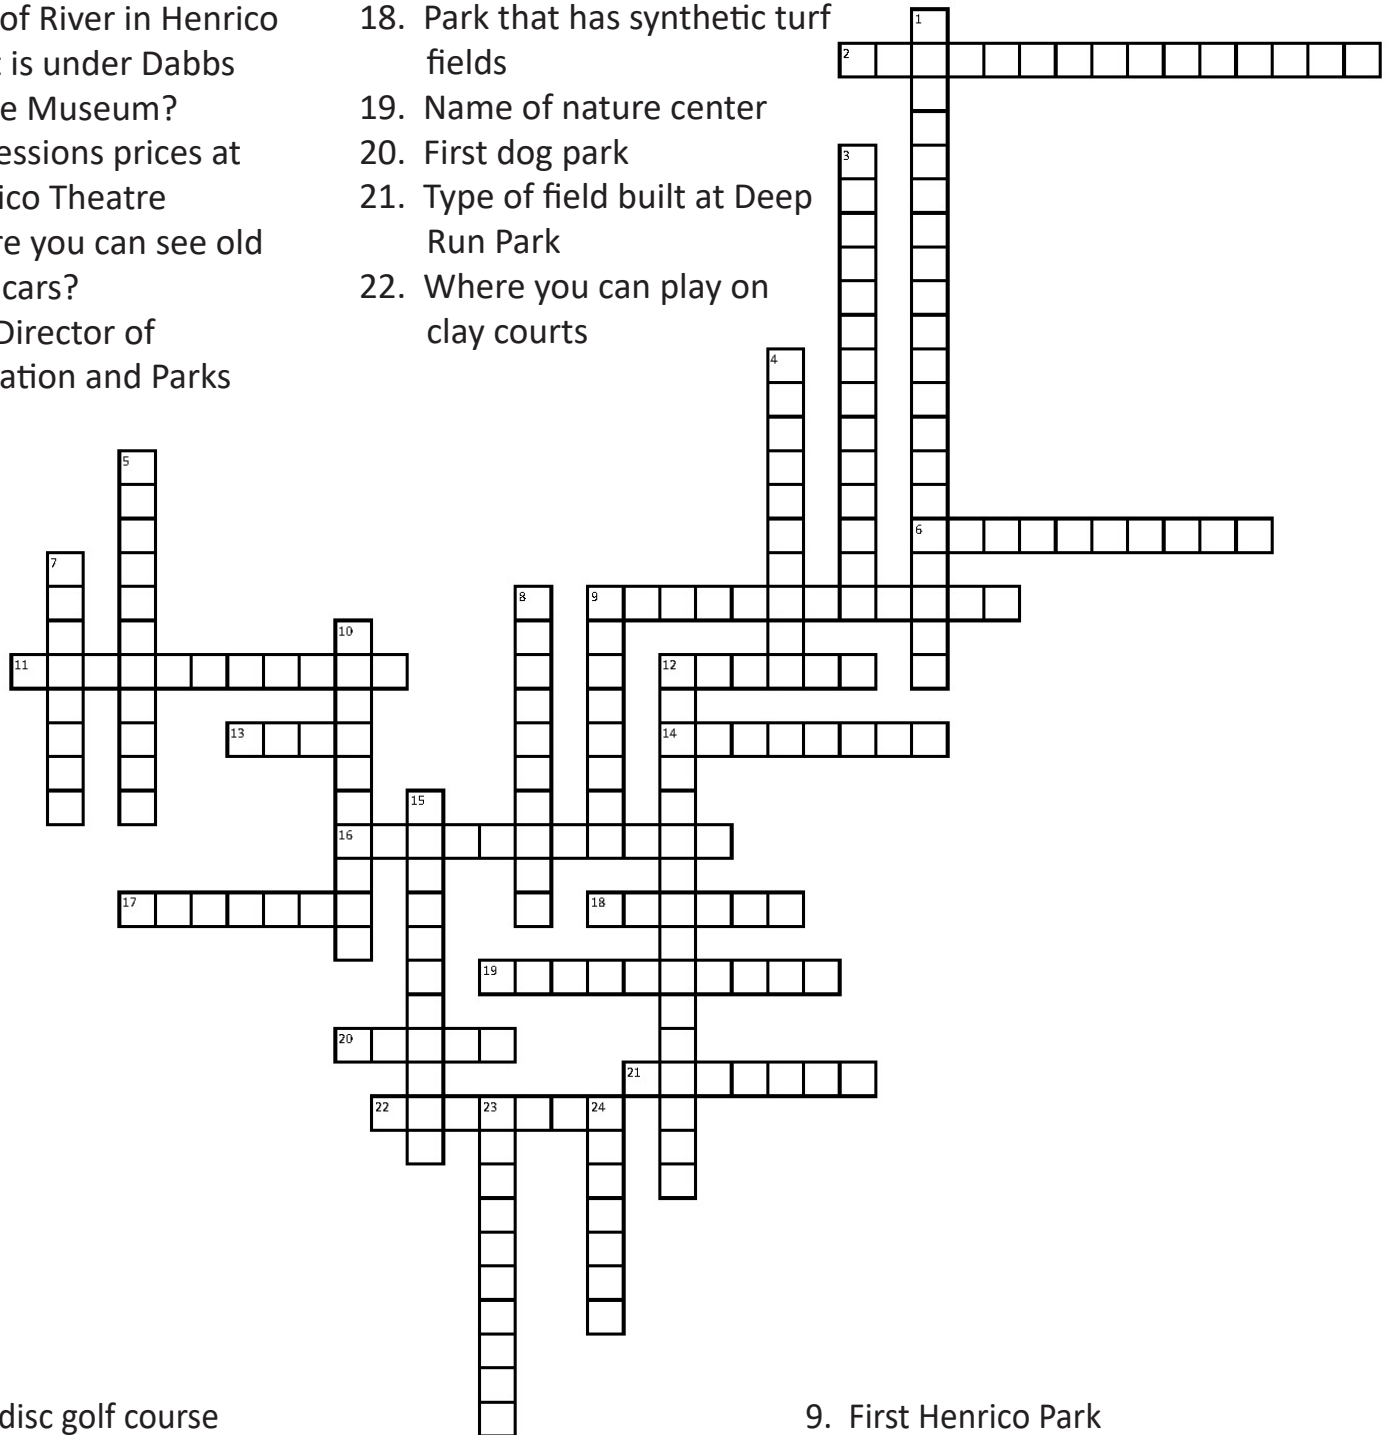 of River in Henrico
is under Dabbs
e Museum?
essions prices at
ico Theatre
re you can see old
cars?
Director of
ation and Parks
18. Park that has synthetic turf
fields
19. Name of nature center
20. First dog park
21. Type of field built at Deep
Run Park
22. Where you can play on
clay courts
1
2
3
4
5
6
7
8
9
10
11
12
13
14
15
16
17
18
19
20
21
22
23
24
disc golf course
9. First Henrico Park